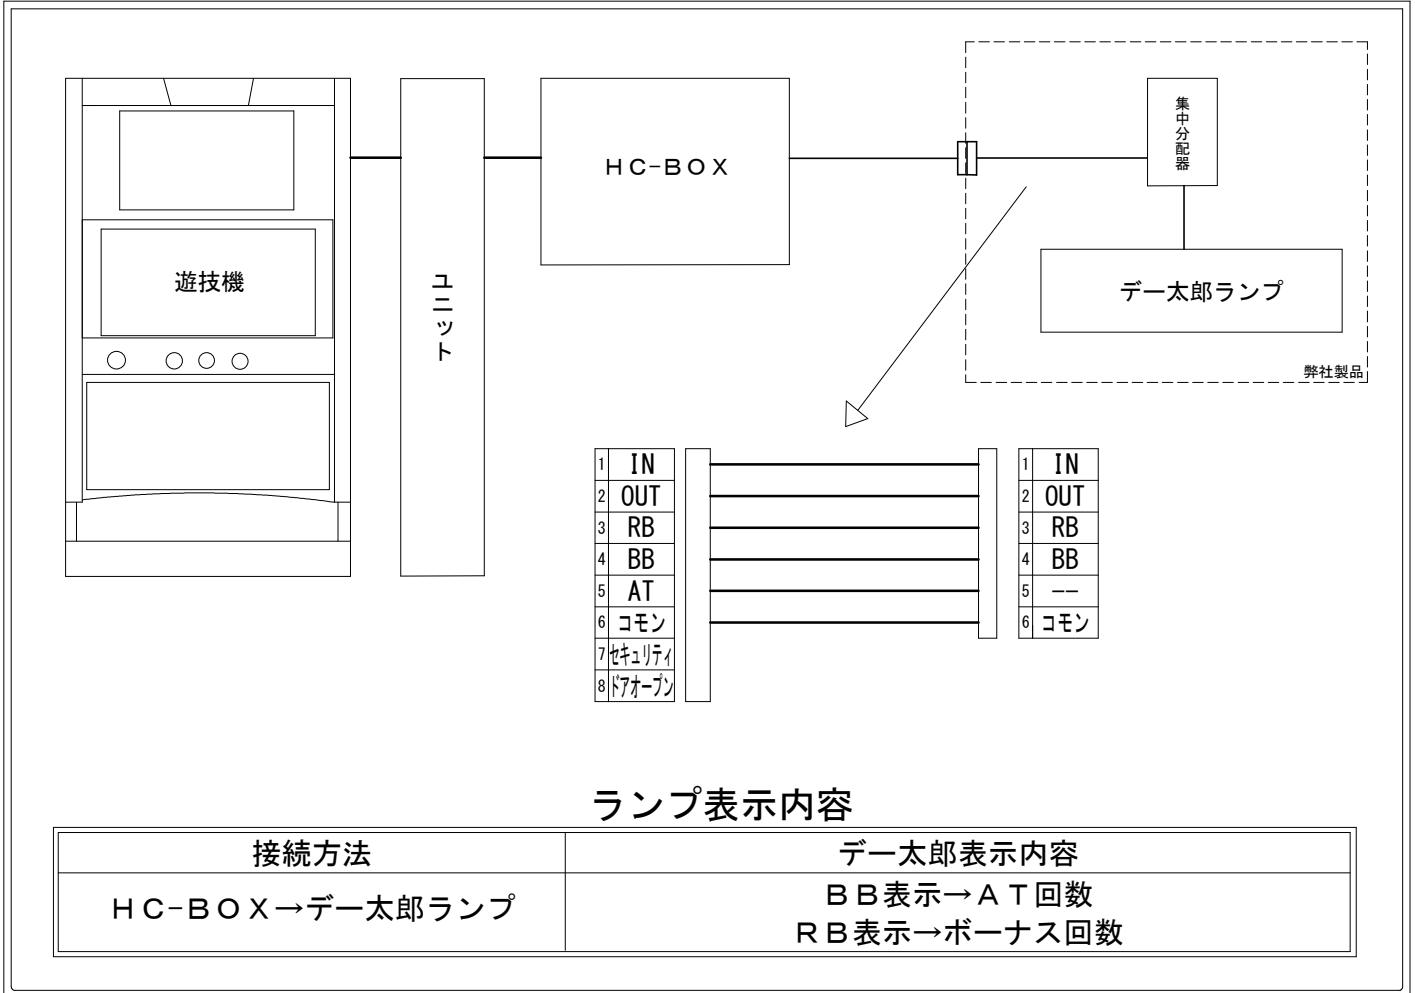 遊技機
ユニット
ＨＣ－ＢＯＸ
集中分配器
デー太郎ランプ
弊社製品
1 IN
2 OUT
3 RB
4 BB
5 AT
6 コモン
7 セキュリティ
8 ドアオープン
1 IN
2 OUT
3 RB
4 BB
5 --
6 コモン
ランプ表示内容
接続方法 デー太郎表示内容
ＨＣ－ＢＯＸ→デー太郎ランプ
ＢＢ表示→ＡＴ回数
ＲＢ表示→ボーナス回数